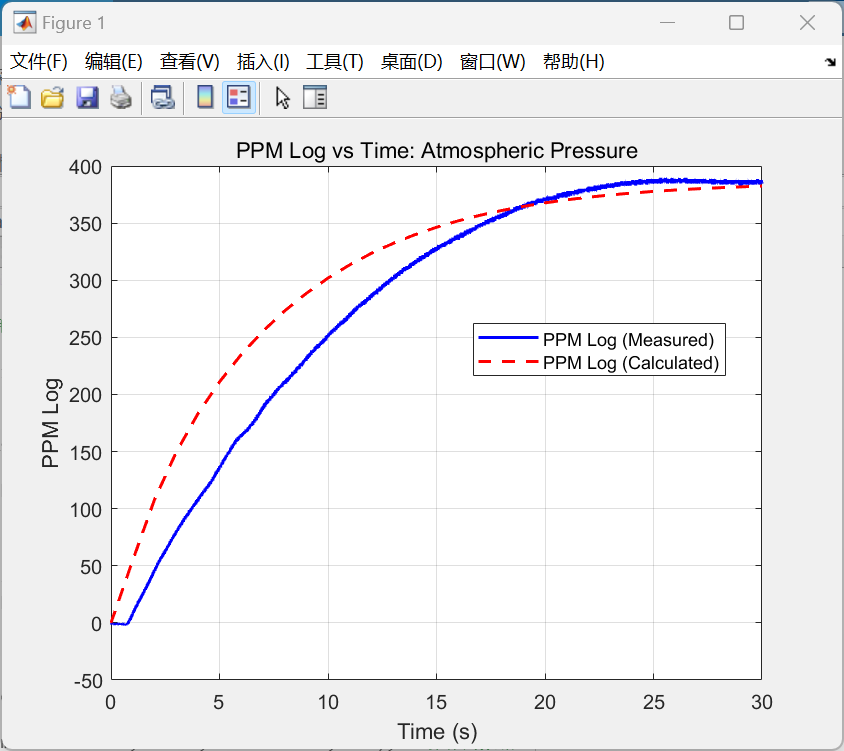 Figure 1
文件(F) 编辑(E) 查看(V) 插入(I) 工具(T) 桌面(D) 窗口(W) 帮助(H)
PPM Log vs Time: Atmospheric Pressure
400
350
300
250
200
150
100
50
0
-50
PPM Log
PPM Log (Measured)
PPM Log (Calculated)
0 5 10 15 20 25 30
Time (s)